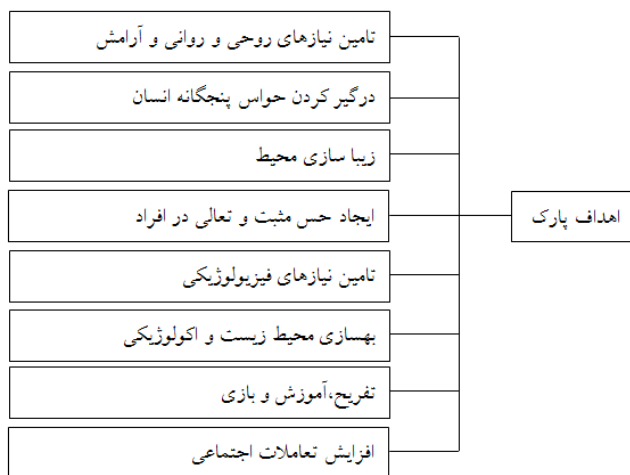 اهداف پارک
تامین نیازهای روحی و روانی و آرامش
درگیر کردن حواس پنجگانه انسان
زیبا سازی محیط
ایجاد حس مثبت و تعالی در افراد
تامین نیازهای فیزیولوژیکی
بهسازی محیط زیست و اکولوژیکی
تفریح،آموزش و بازی
افزایش تعاملات اجتماعی